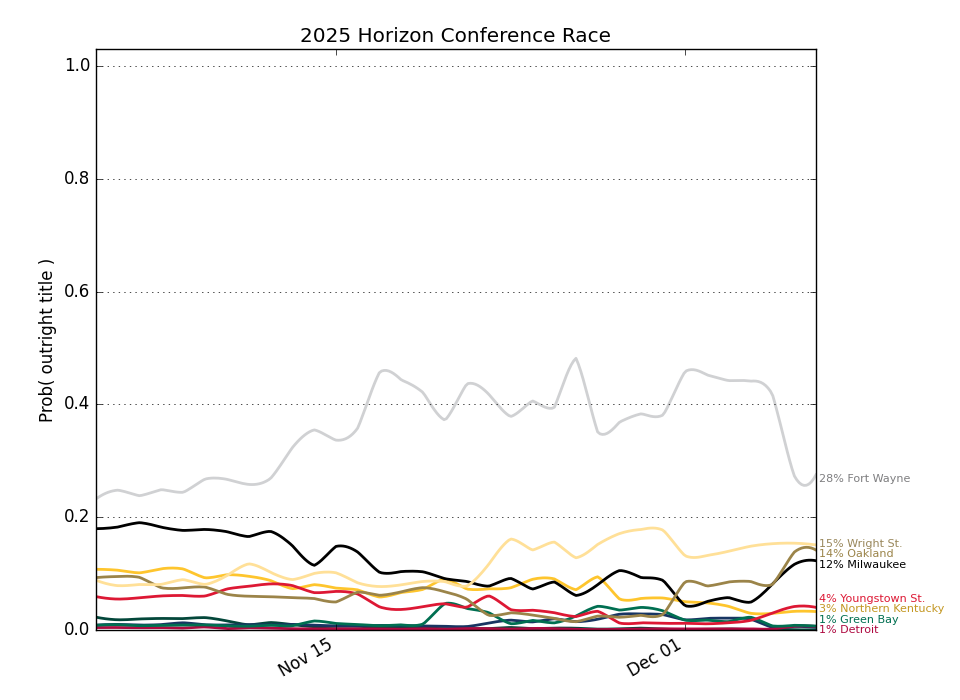 2025 Horizon Conference Race
Prob( outright title )
1.0
0.8
0.6
0.4
0.2
0.0
Nov 15
Dec 01
28% Fort Wayne
15% Wright St.
14% Oakland
12% Milwaukee
4% Youngstown St.
3% Northern Kentucky
1% Green Bay
1% Detroit